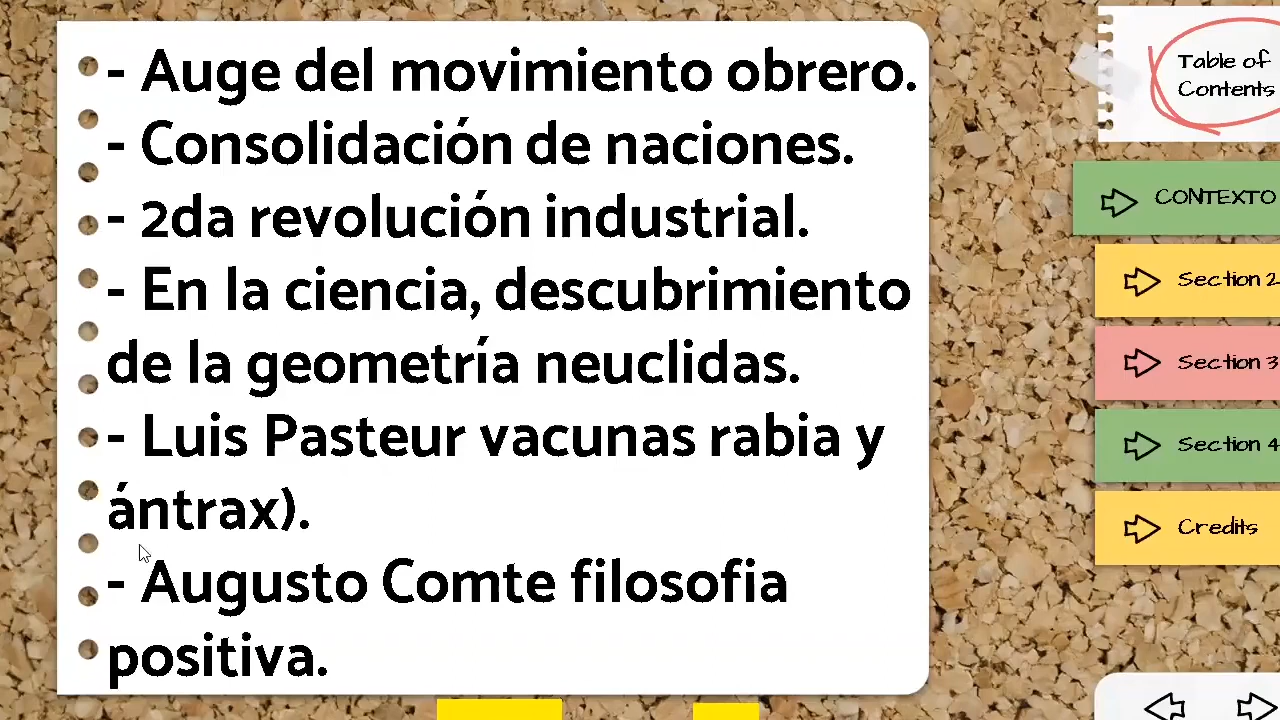 - Auge del movimiento obrero.
- Consolidación de naciones.
- 2da revolución industrial.
- En la ciencia, descubrimiento
de la geometría neuclidas.
- Luis Pasteur vacunas rabia y
ántrax).
- Augusto Comte filosofia
positiva.
Table of
Contents
CONTEXTO
Section 2
Section 3
Section 4
Credits